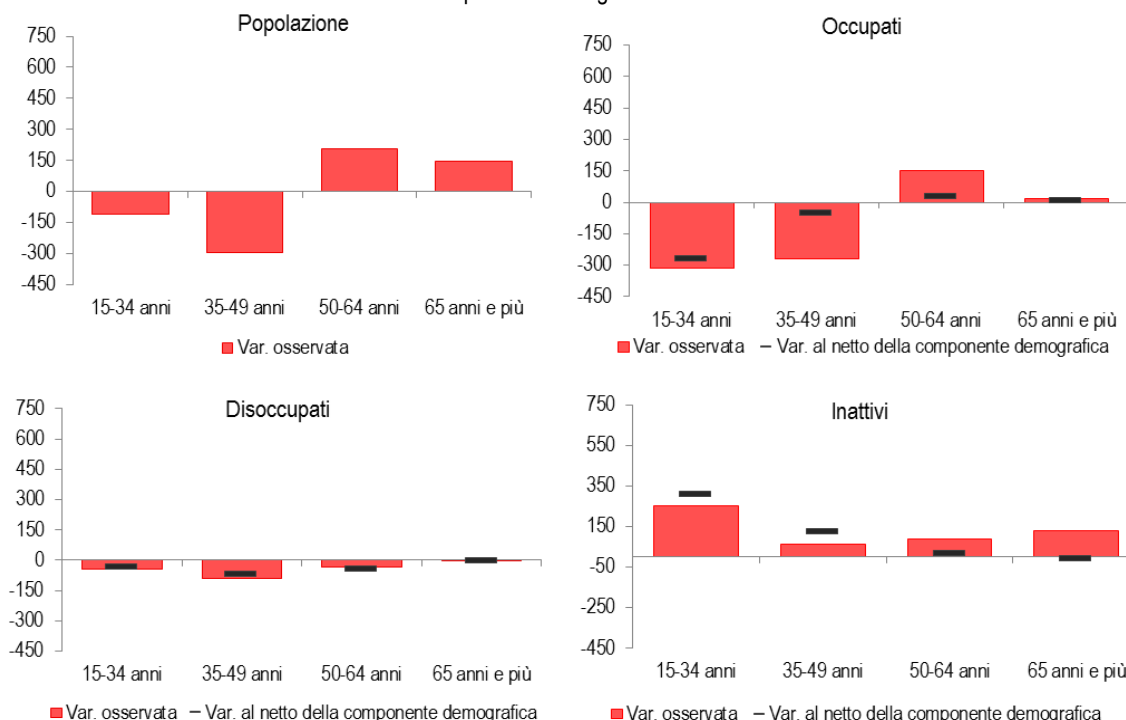 Popolazione
750
600
450
300
150
0
-150
-300
-450
15-34 anni 35-49 anni 50-64 anni 65 anni e più
Var. osservata
Occupati
750
600
450
300
150
0
-150
-300
-450
15-34 anni 35-49 anni 50-64 anni 65 anni e più
Var. osservata Var. al netto della componente demografica
Disoccupati
750
600
450
300
150
0
-150
-300
-450
15-34 anni 35-49 anni 50-64 anni 65 anni e più
Var. osservata Var. al netto della componente demografica
Inattivi
750
550
350
150
-50
-250
-450
15-34 anni 35-49 anni 50-64 anni 65 anni e più
Var. osservata Var. al netto della componente demografica